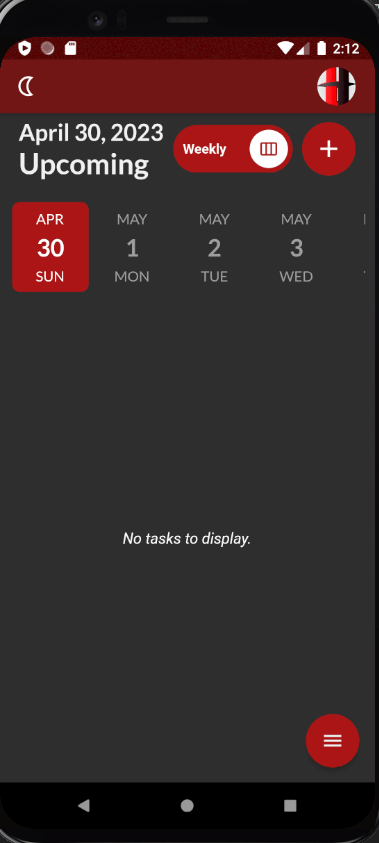 2:12
April 30, 2023
Upcoming
Weekly
APR MAY MAY MAY
30 1 2 3
SUN MON TUE WED
No tasks to display.